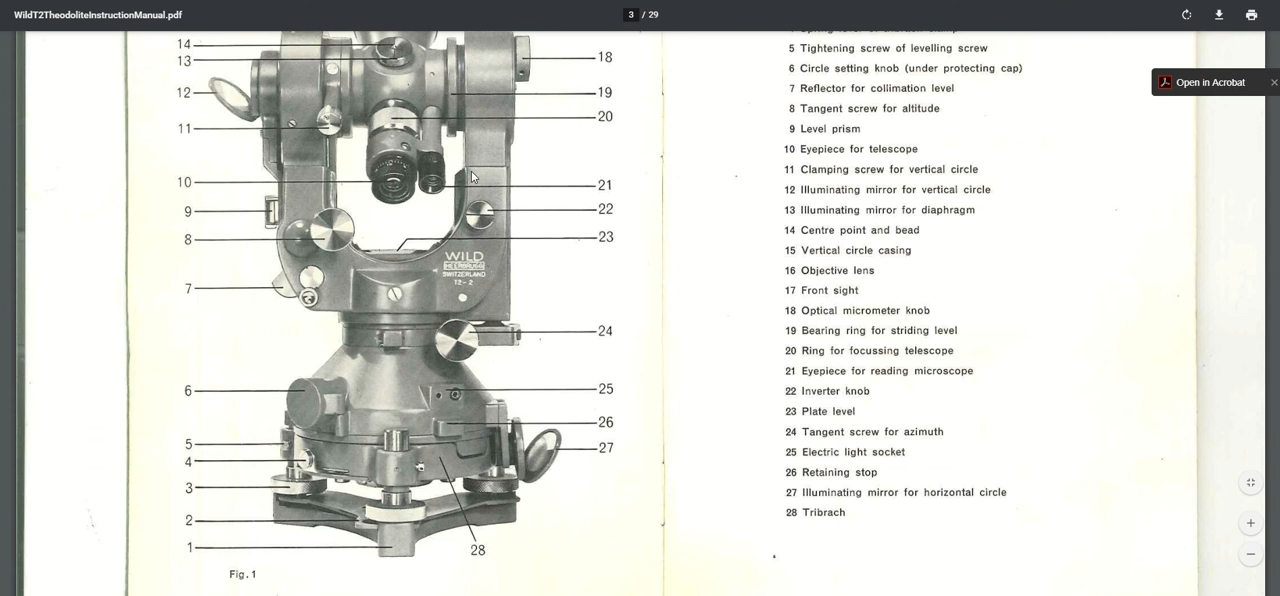 WildT2TheodoliteInstructionManual.pdf
3 / 29
Open in Acrobat
14
13
12
11
10
9
8
7
6
5
4
3
2
1
18
19
20
21
22
23
24
25
26
27
28
WILD
HEERBRUGG
SWITZERLAND
T2-2
Fig. 1
5 Tightening screw of levelling screw
6 Circle setting knob (under protecting cap)
7 Reflector for collimation level
8 Tangent screw for altitude
9 Level prism
10 Eyepiece for telescope
11 Clamping screw for vertical circle
12 Illuminating mirror for vertical circle
13 Illuminating mirror for diaphragm
14 Centre point and bead
15 Vertical circle casing
16 Objective lens
17 Front sight
18 Optical micrometer knob
19 Bearing ring for striding level
20 Ring for focussing telescope
21 Eyepiece for reading microscope
22 Inverter knob
23 Plate level
24 Tangent screw for azimuth
25 Electric light socket
26 Retaining stop
27 Illuminating mirror for horizontal circle
28 Tribrach